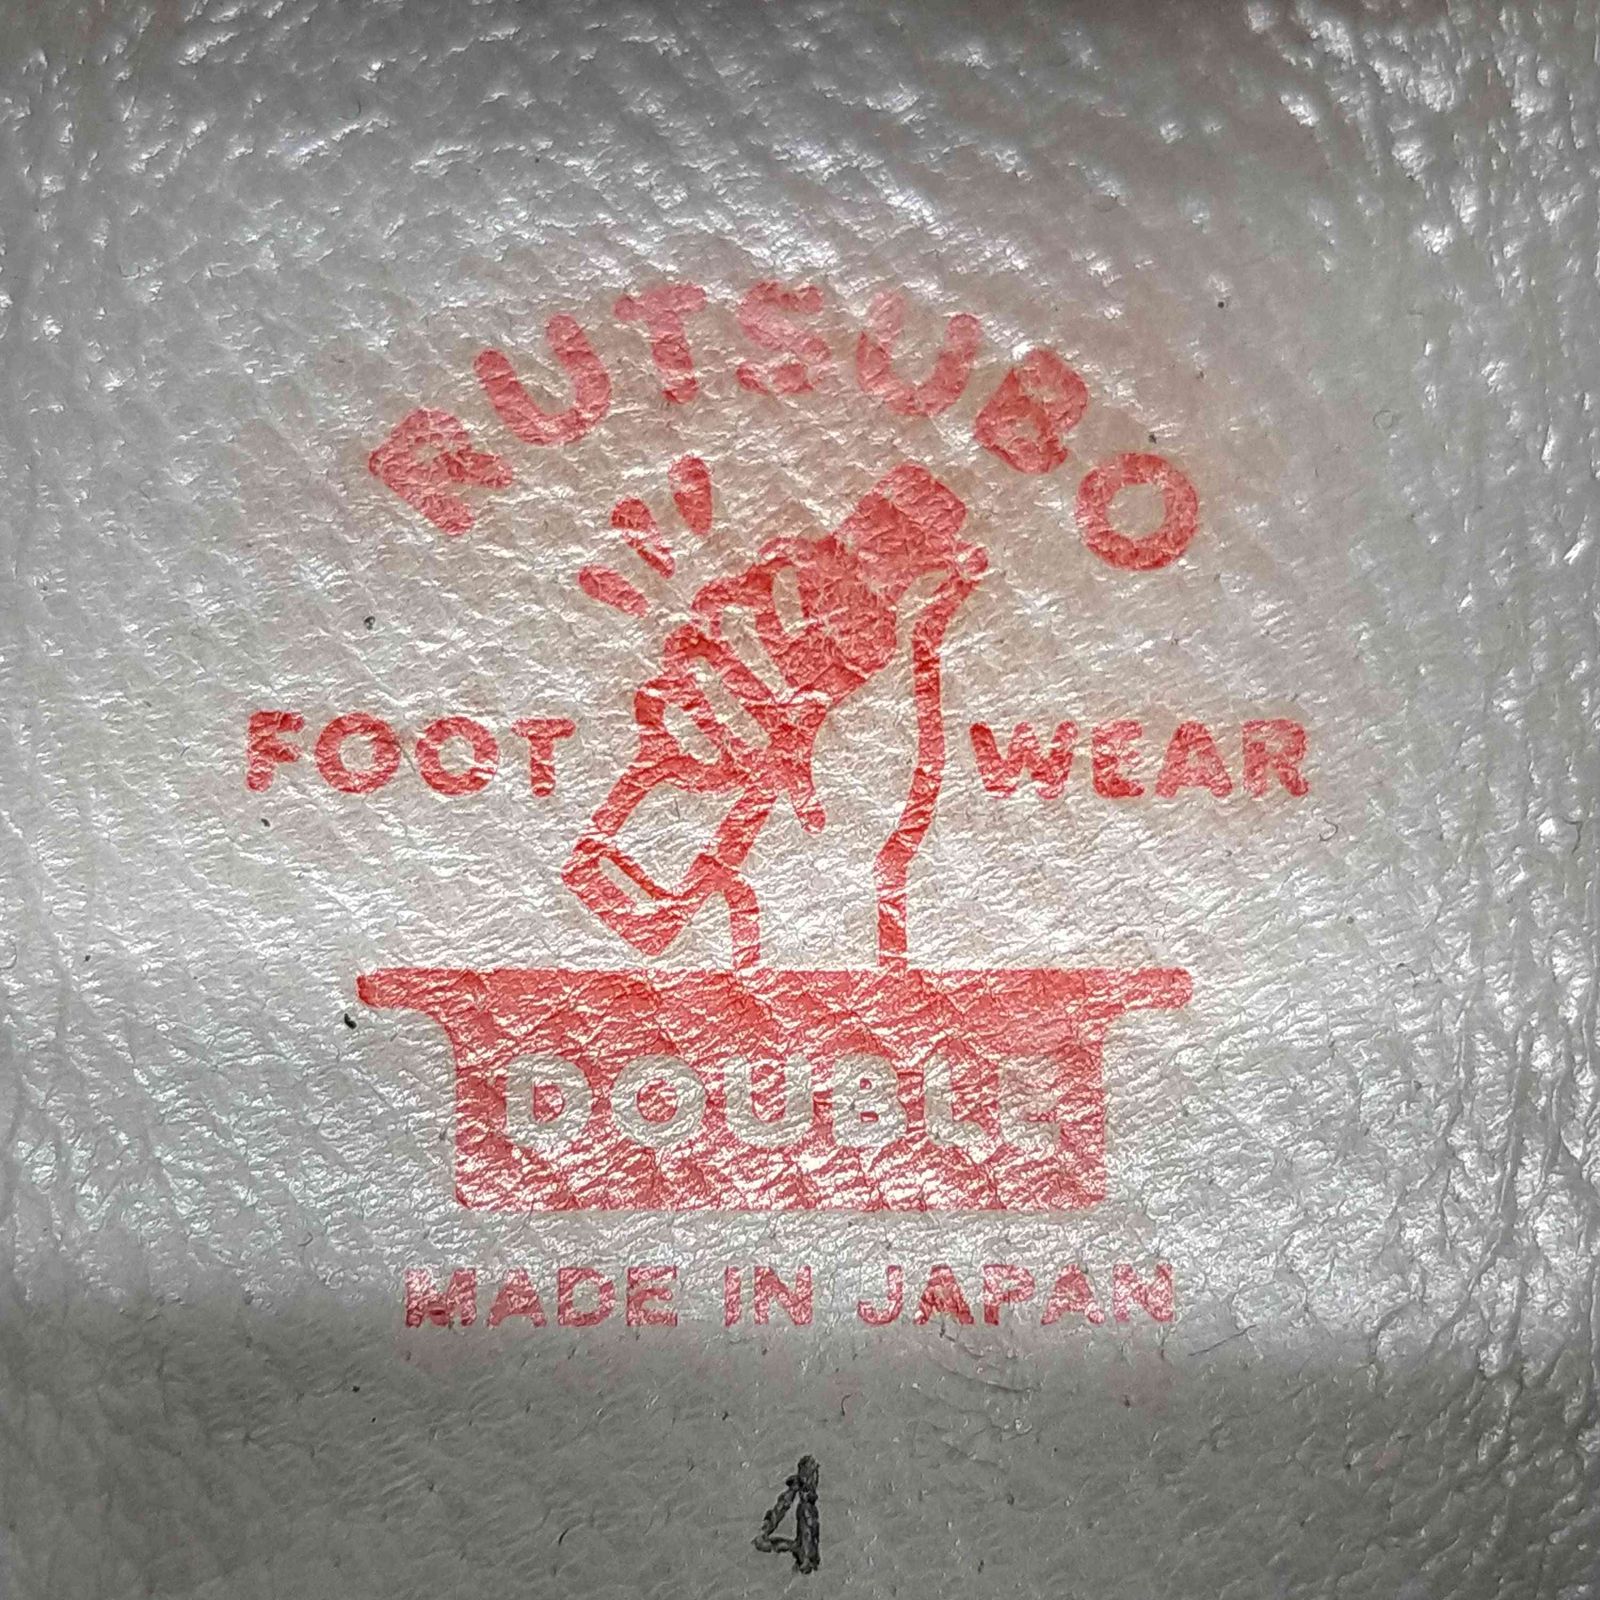 RUTSUBO
FOOT WEAR
DOUBLE
MADE IN JAPAN
4